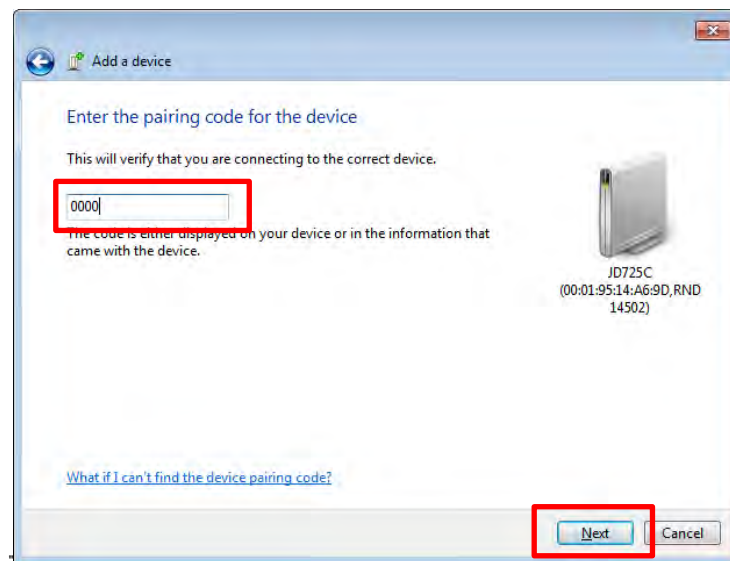 Add a device
Enter the pairing code for the device
This will verify that you are connecting to the correct device.
0000
The code is either displayed on your device or in the information that
came with the device.
JD725C
(00:01:95:14:A6:9D,RND
14502)
What if I can't find the device pairing code?
Next
Cancel